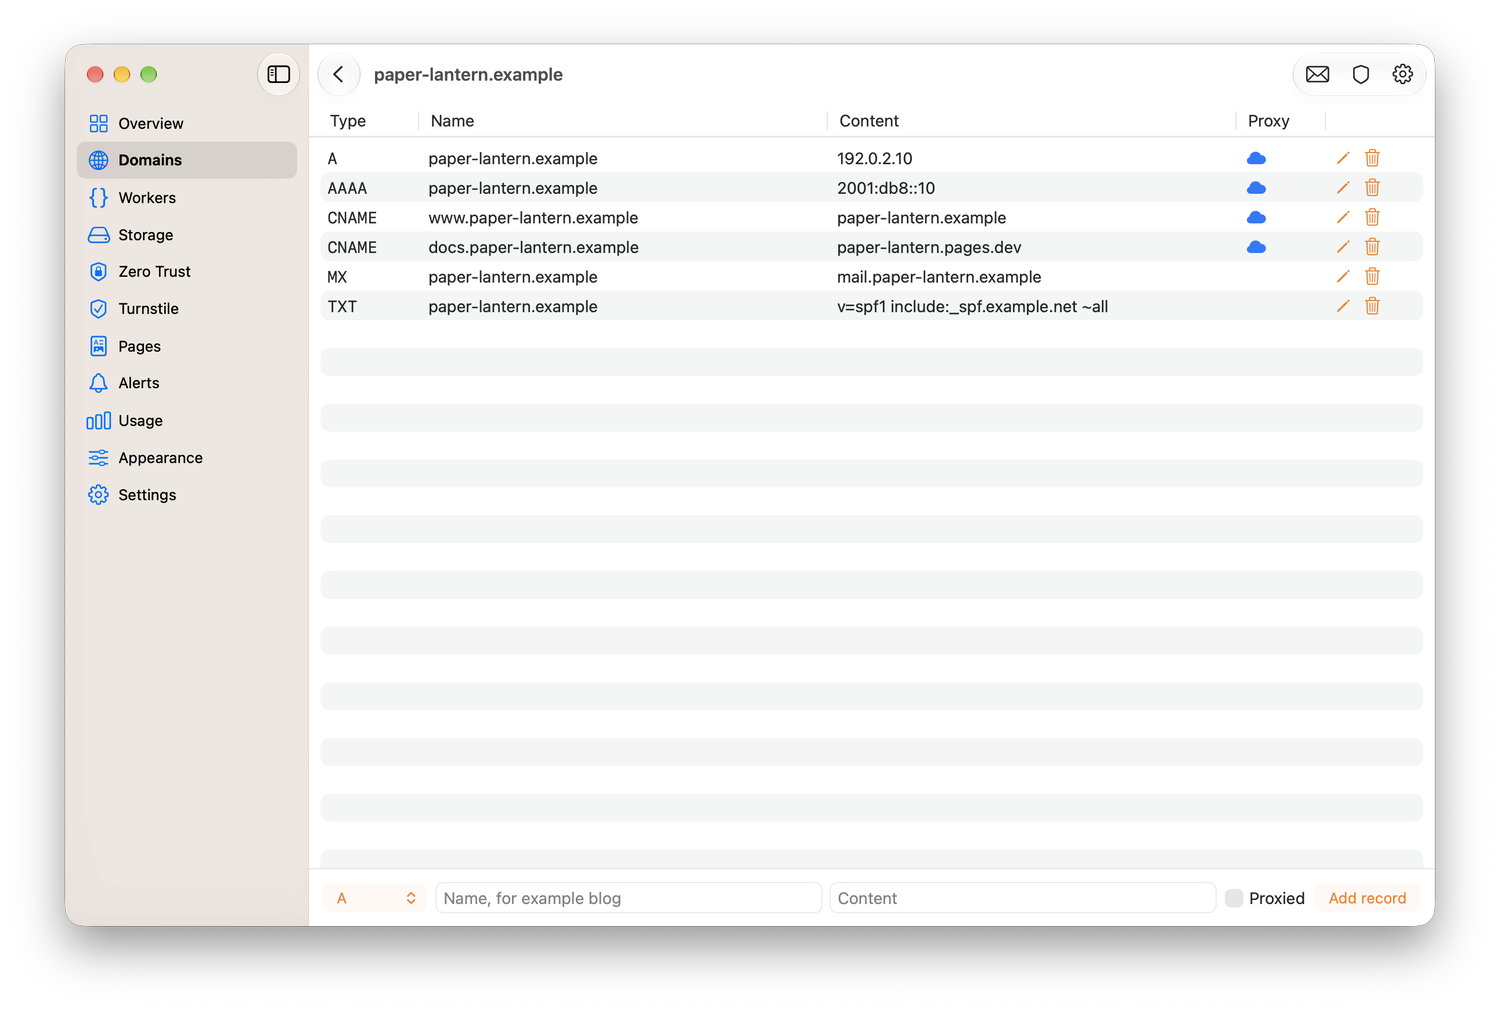 paper-lantern.example
Overview
Domains
Workers
Storage
Zero Trust
Turnstile
Pages
Alerts
Usage
Appearance
Settings
Type Name Content Proxy
A paper-lantern.example 192.0.2.10
AAAA paper-lantern.example 2001:db8::10
CNAME www.paper-lantern.example paper-lantern.example
CNAME docs.paper-lantern.example paper-lantern.pages.dev
MX paper-lantern.example mail.paper-lantern.example
TXT paper-lantern.example v=spf1 include:_spf.example.net ~all
A Name, for example blog Content Proxied Add record